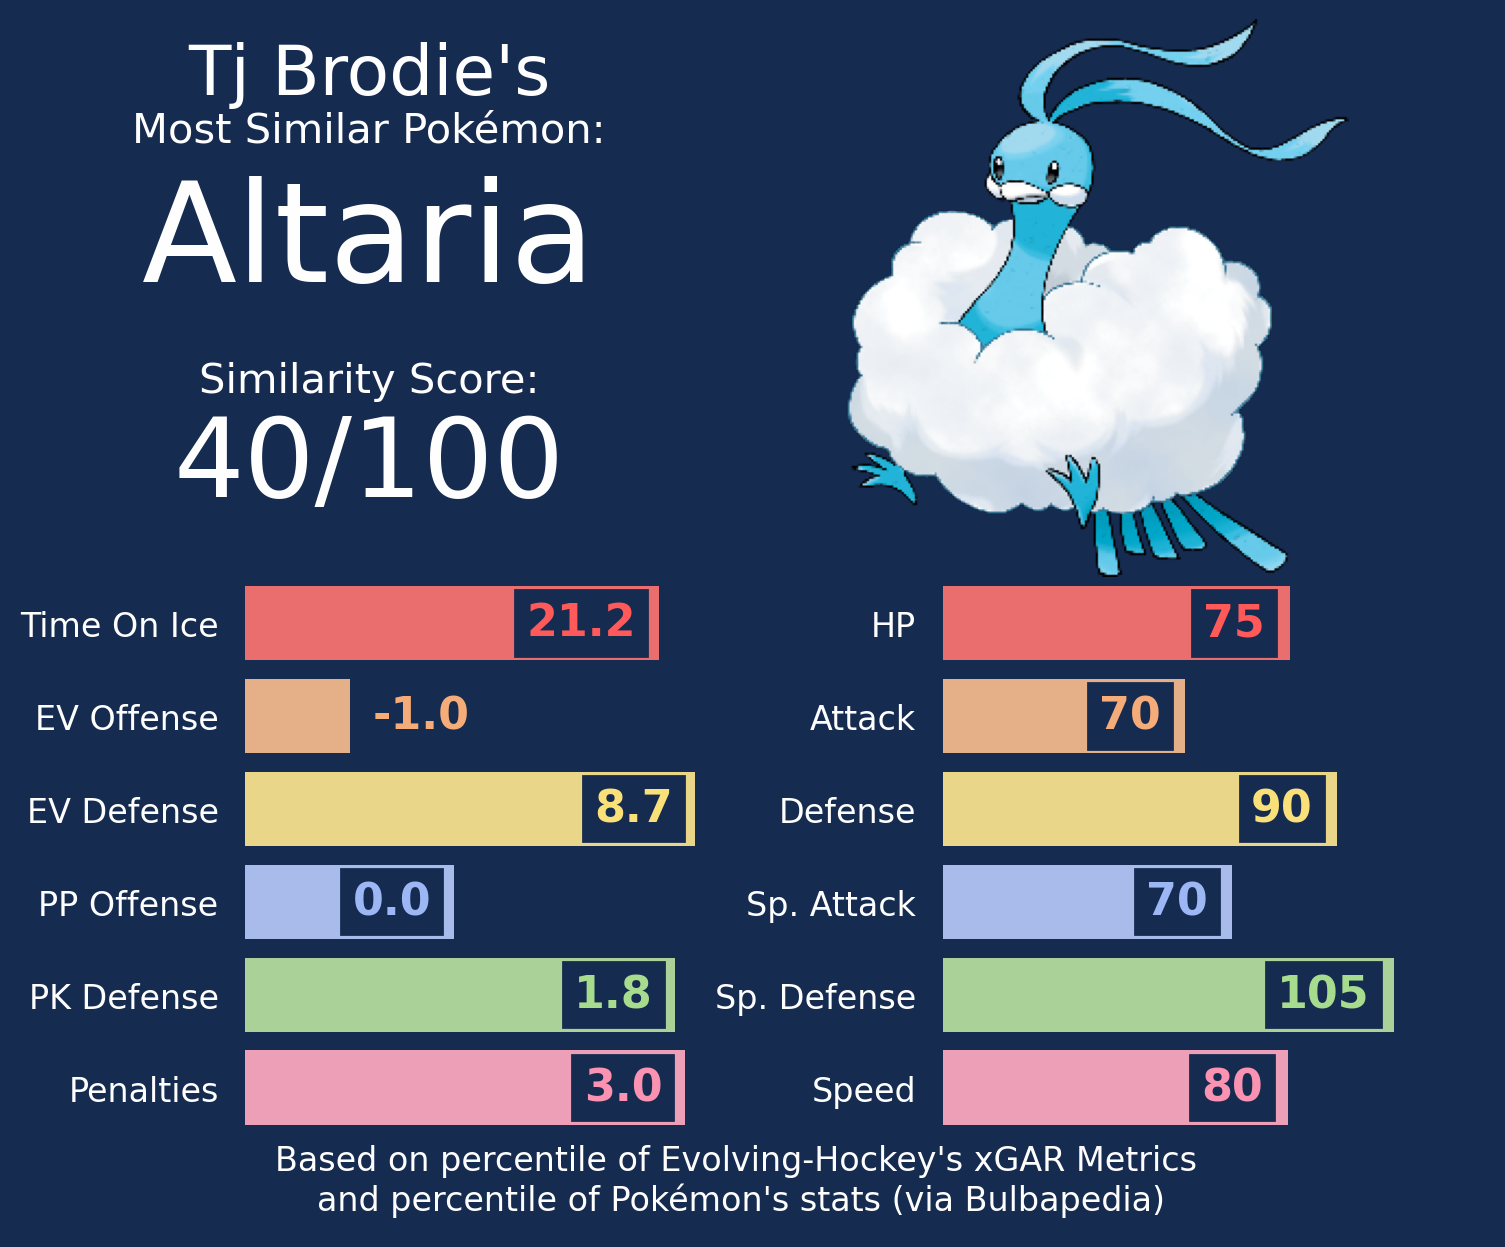 Tj Brodie's
Most Similar Pokémon:
Altaria
Similarity Score:
40/100
Time On Ice 21.2
EV Offense -1.0
EV Defense 8.7
PP Offense 0.0
PK Defense 1.8
Penalties 3.0
HP 75
Attack 70
Defense 90
Sp. Attack 70
Sp. Defense 105
Speed 80
Based on percentile of Evolving-Hockey's xGAR Metrics
and percentile of Pokémon's stats (via Bulbapedia)